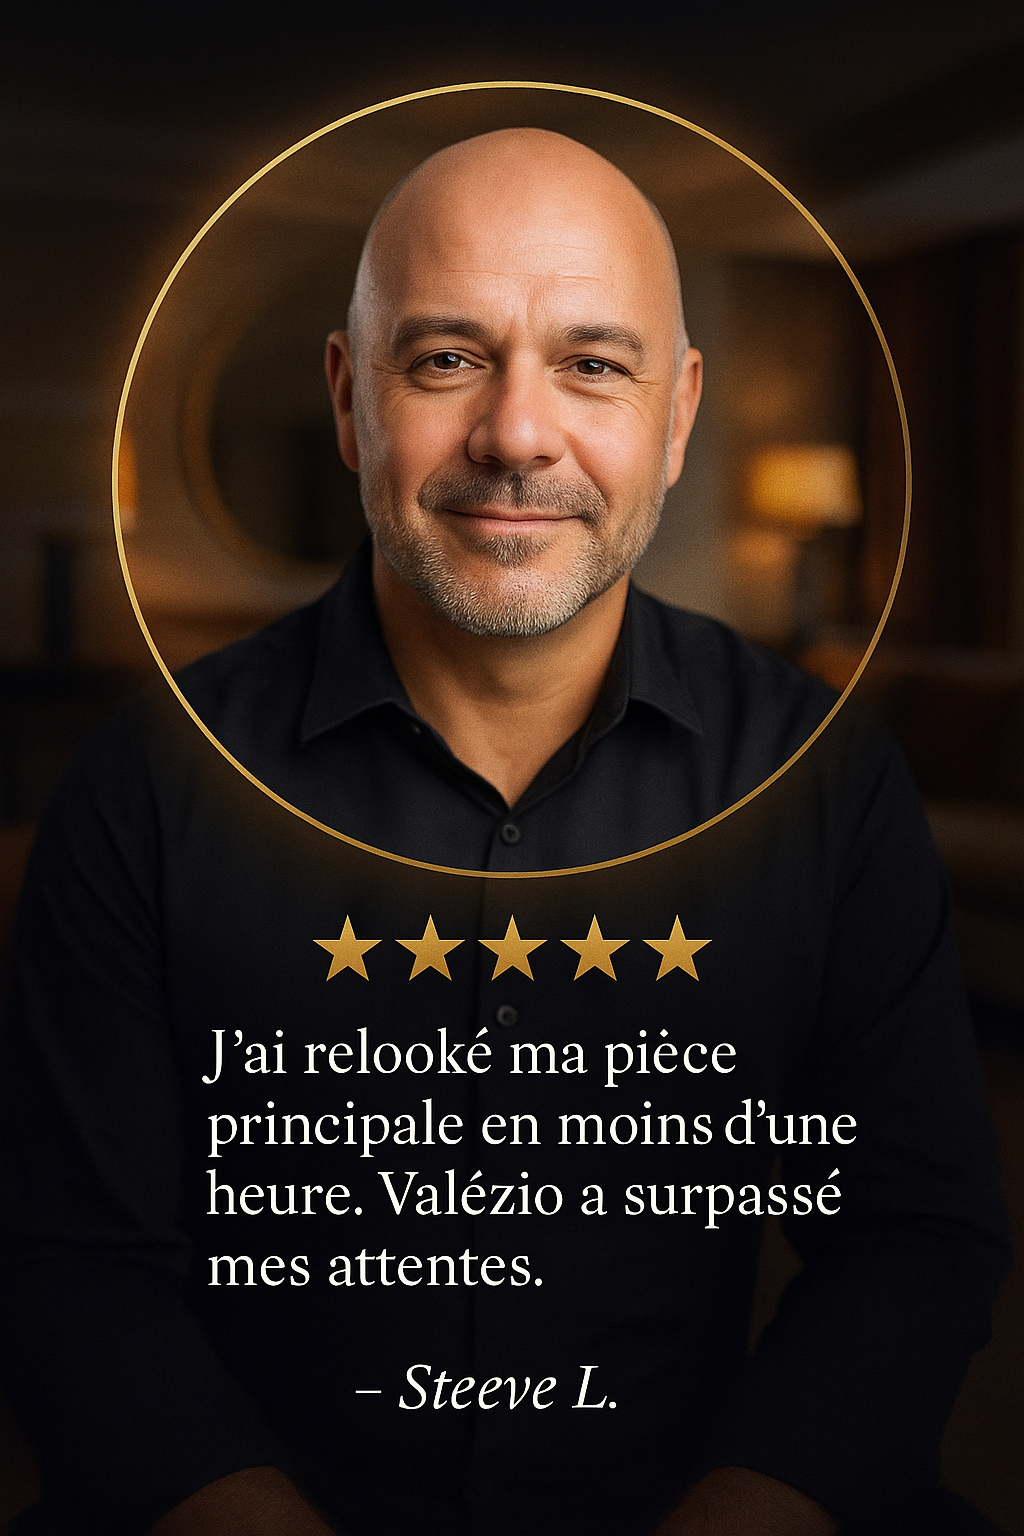 ★★★★★
J’ai relooké ma pièce
principale en moins d’une
heure. Valézio a surpassé
mes attentes.
– Steeve L.